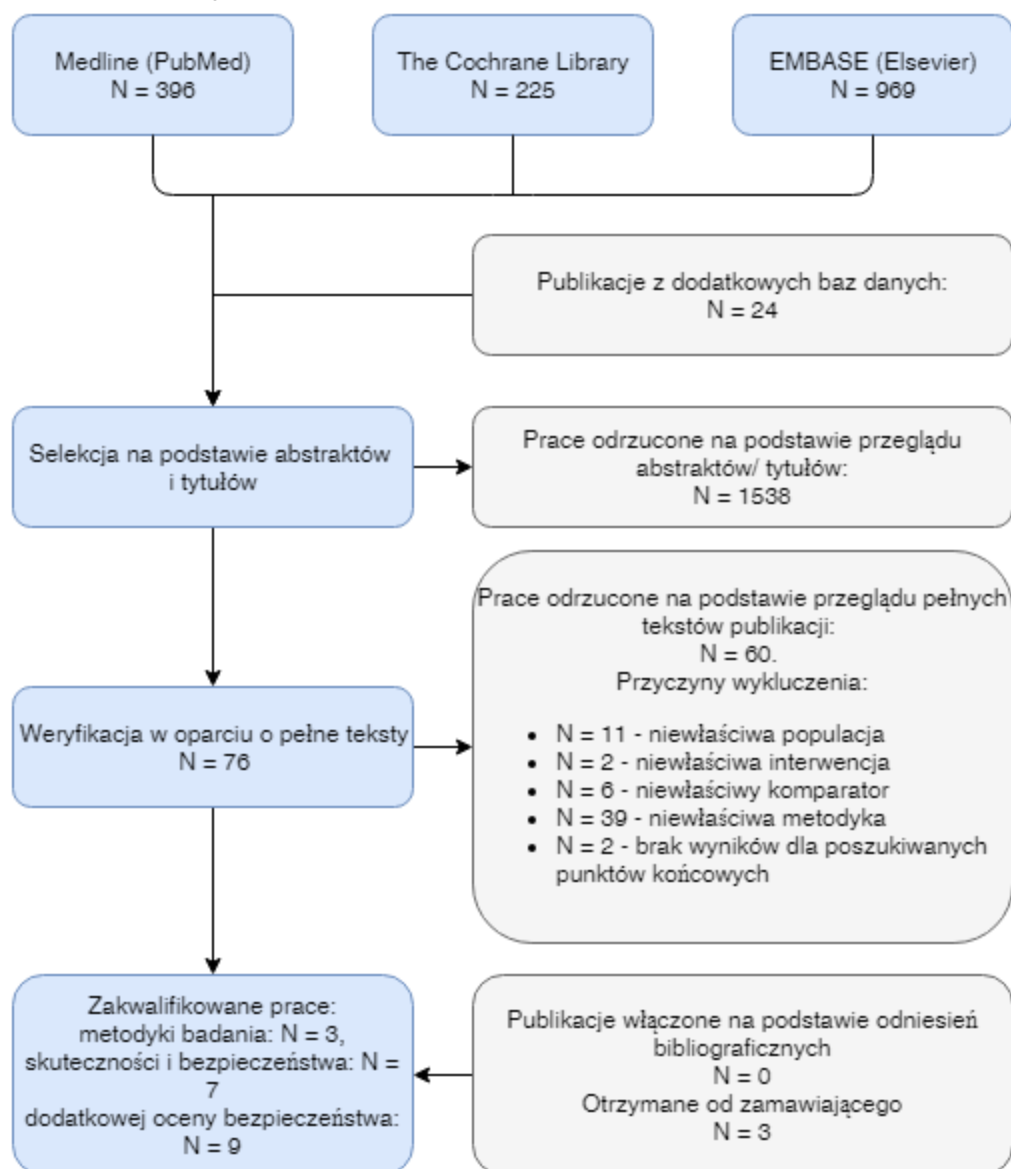 Medline (PubMed)
N = 396
The Cochrane Library
N = 225
EMBASE (Elsevier)
N = 969
Publikacje z dodatkowych baz danych:
N = 24
Selekcja na podstawie abstraktów
i tytułów
Prace odrzucone na podstawie przeglądu
abstraktów/ tytułów:
N = 1538
Weryfikacja w oparciu o pełne teksty
N = 76
Prace odrzucone na podstawie przeglądu pełnych
tekstów publikacji:
N = 60.
Przyczyny wykluczenia:
• N = 11 - niewłaściwa populacja
• N = 2 - niewłaściwa interwencja
• N = 6 - niewłaściwy komparator
• N = 39 - niewłaściwa metodyka
• N = 2 - brak wyników dla poszukiwanych
punktów końcowych
Zakwalifikowane prace:
metodyki badania: N = 3,
skuteczności i bezpieczeństwa: N =
7
dodatkowej oceny bezpieczeństwa:
N = 9
Publikacje włączone na podstawie odniesień
bibliograficznych
N = 0
Otrzymane od zamawiającego
N = 3